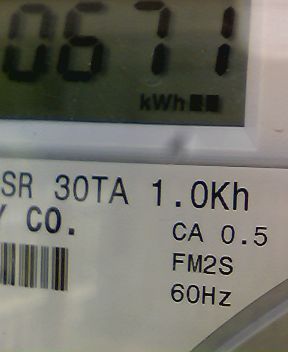 0671
kWh
SR 30TA 1.0Kh
Y CO.
CA 0.5
FM2S
60Hz